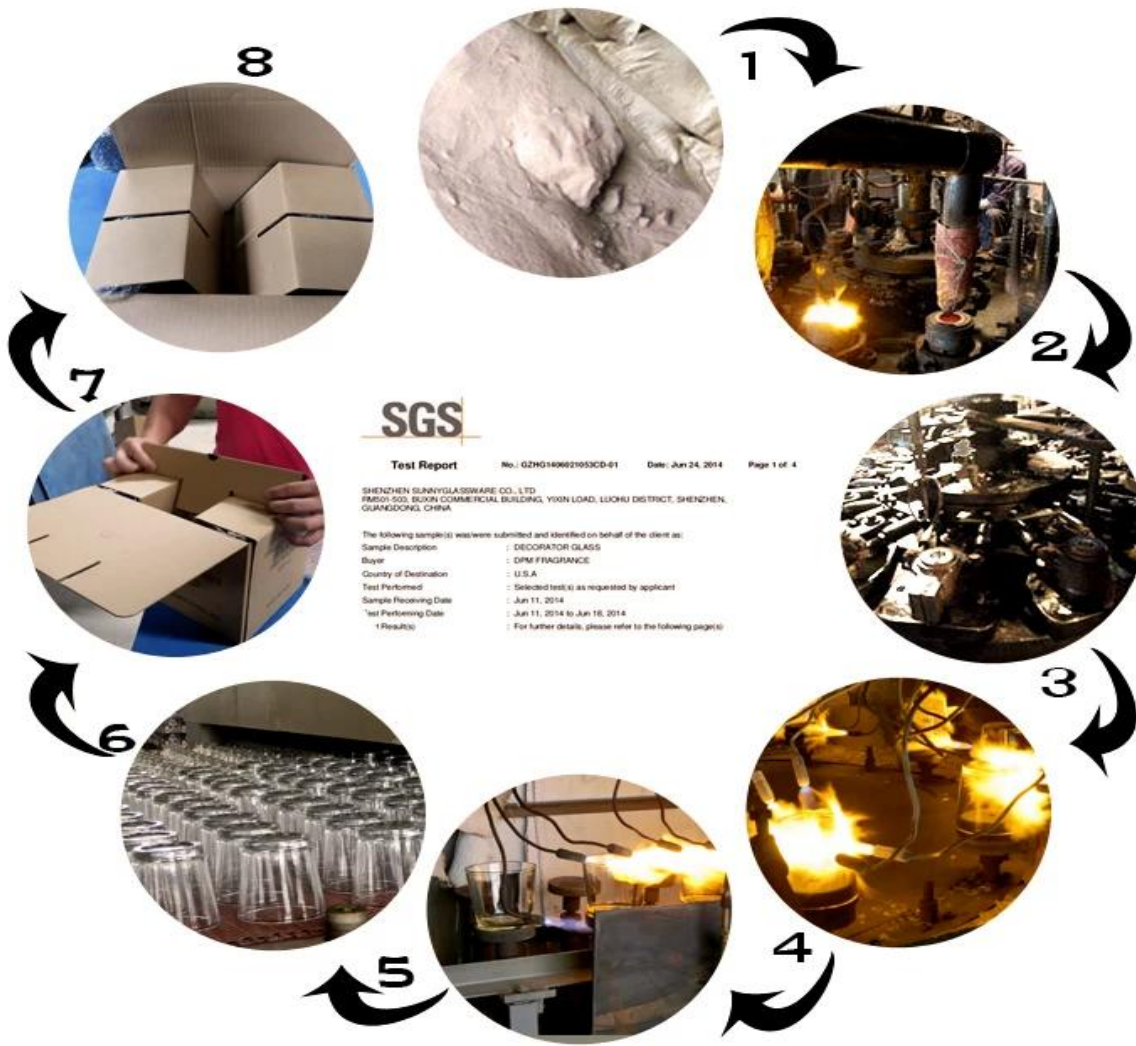 8
1
2
7
SGS
Test Report No.: GZHG1406021053CD-01 Date: Jun 24, 2014 Page 1 of 4
SHENZHEN SUNNYGLASSWARE CO., LTD
RM501-503, BUXIN COMMERCIAL BUILDING, YIXIN LOAD, LUOHU DISTRICT, SHENZHEN,
GUANGDONG, CHINA
The following sample(s) was/were submitted and identified on behalf of the client as:
Sample Description : DECORATOR GLASS
Buyer : DPM FRAGRANCE
Country of Destination : U.S.A
Test Performed : Selected test(s) as requested by applicant
Sample Receiving Date : Jun 11, 2014
Test Performing Date : Jun 11, 2014 to Jun 18, 2014
t Result(s) : For further details, please refer to the following page(s)
3
6
4
5